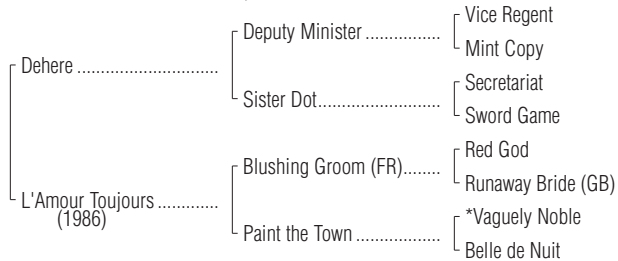 Vice Regent
Deputy Minister ................
Mint Copy
Dehere .............................
Secretariat
Sister Dot..........................
Sword Game
Red God
Blushing Groom (FR)........
Runaway Bride (GB)
L'Amour Toujours .............
(1986)
*Vaguely Noble
Paint the Town ..................
Belle de Nuit